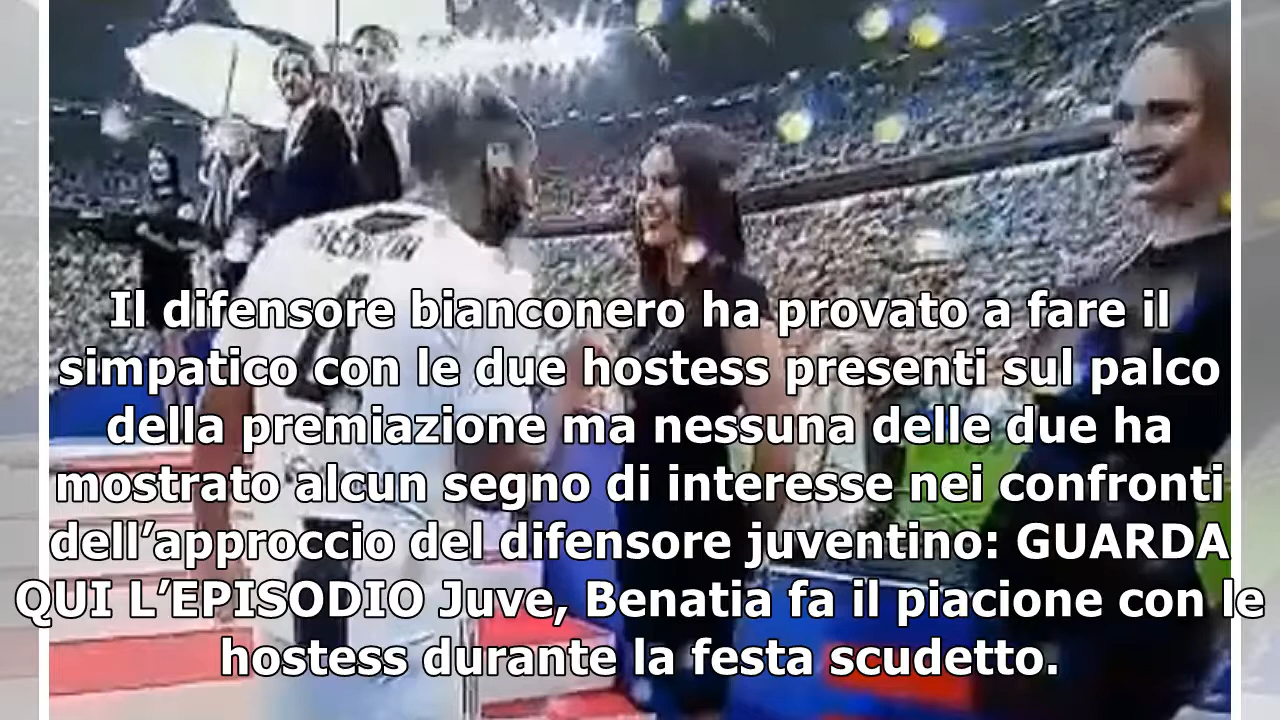 BENATIA
4
Il difensore bianconero ha provato a fare il
simpatico con le due hostess presenti sul palco
della premiazione ma nessuna delle due ha
mostrato alcun segno di interesse nei confronti
dell’approccio del difensore juventino: GUARDA
QUI L’EPISODIO Juve, Benatia fa il piacione con le
hostess durante la festa scudetto.